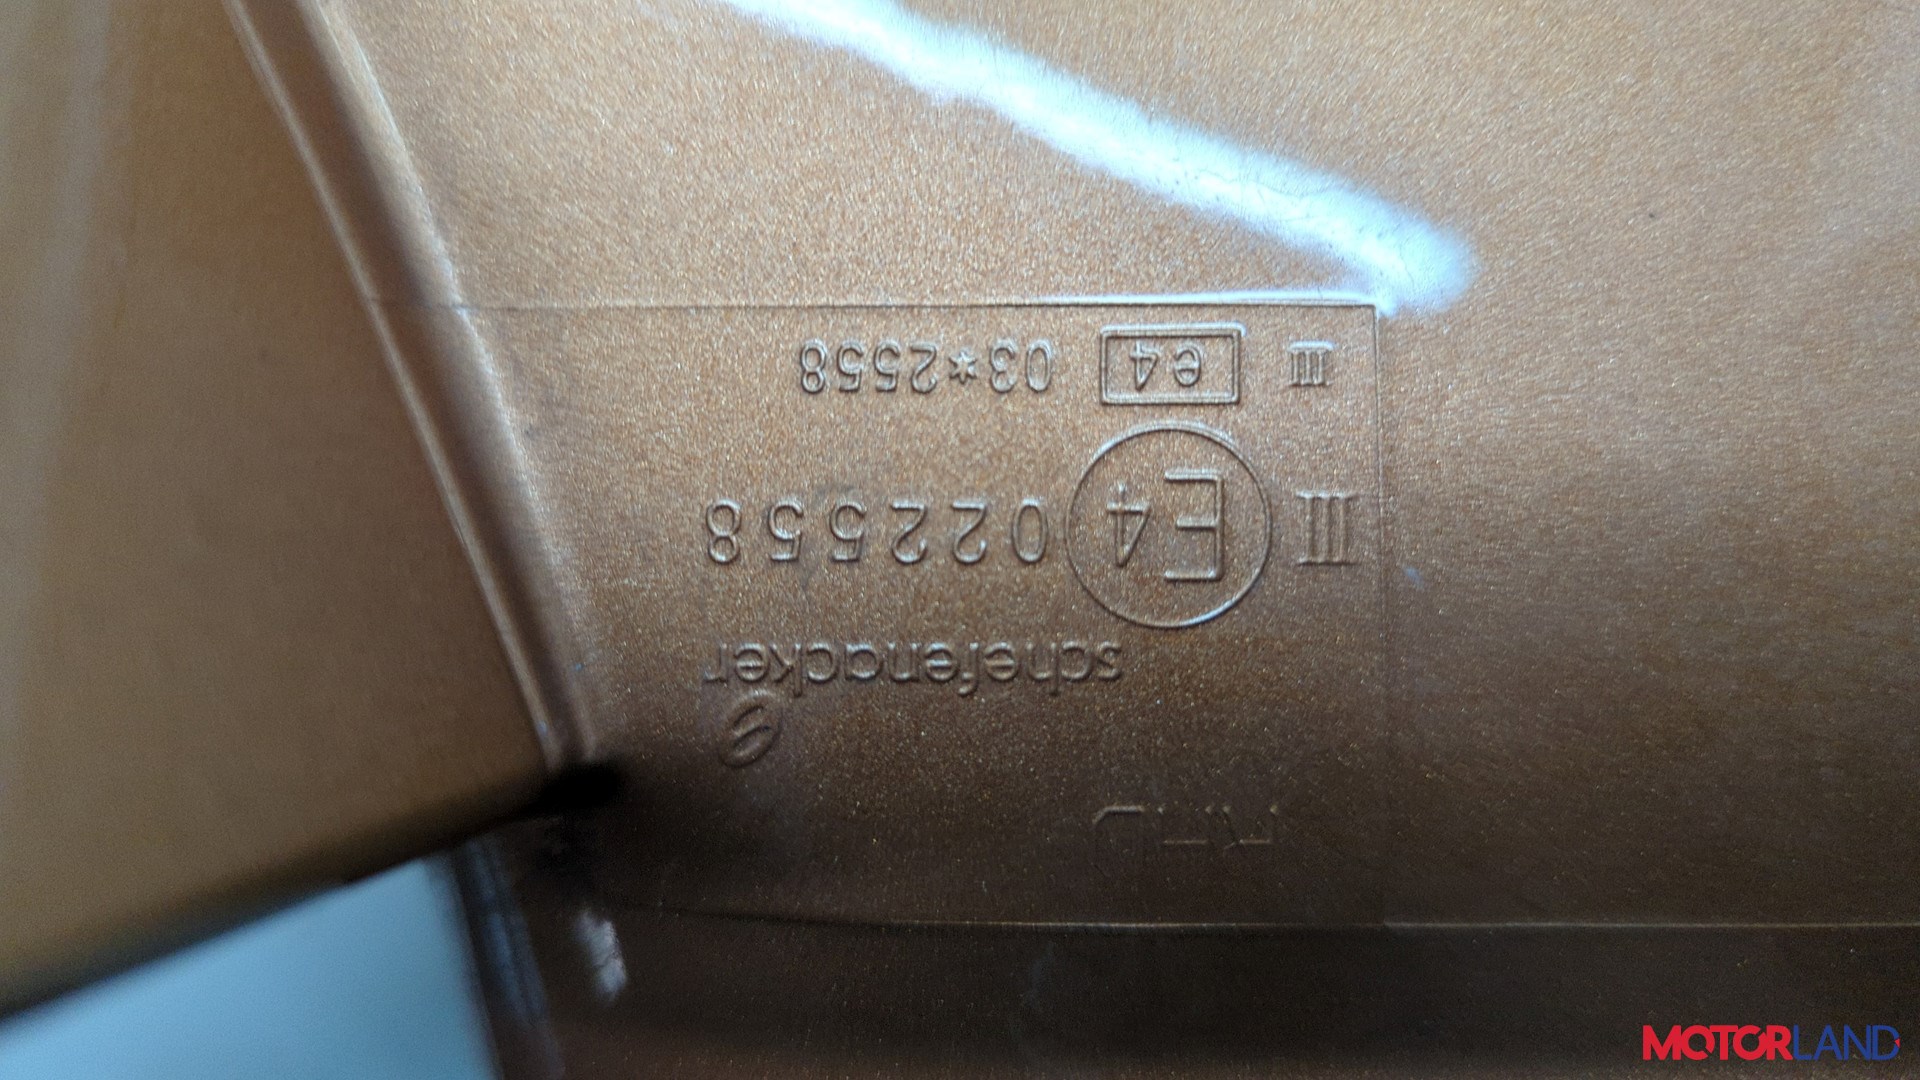 schefenacker
III E4 022558
III e4 03*2558
MOTORLAND